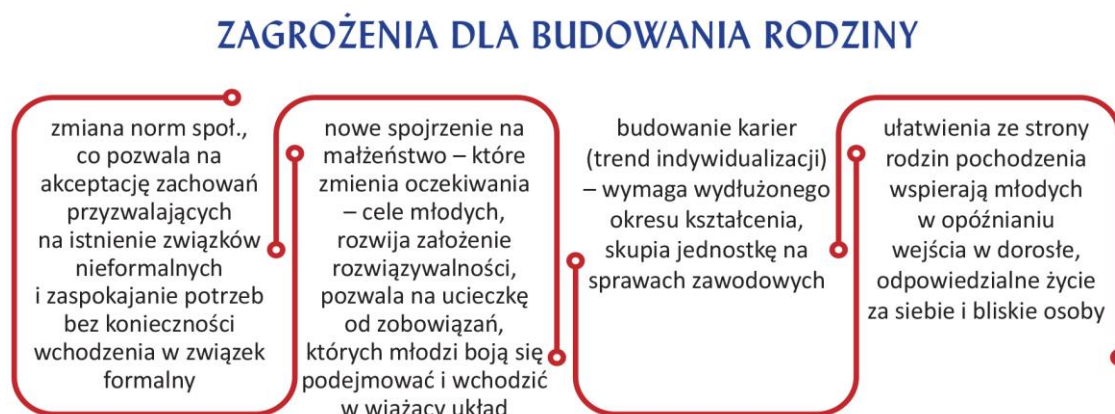 ZAGROŻENIA DLA BUDOWANIA RODZINY
zmiana norm społ.,
co pozwala na
akceptację zachowań
przyzwalających
na istnienie związków
nieformalnych
i zaspokajanie potrzeb
bez konieczności
wchodzenia w związek
formalny
nowe spojrzenie na
małżeństwo – które
zmienia oczekiwania
– cele młodych,
rozwija założenie
rozwiązywalności,
pozwala na ucieczkę
od zobowiązań,
których młodzi boją się
podejmować i wchodzić
w wiążący układ
budowanie karier
(trend indywidualizacji)
– wymaga wydłużonego
okresu kształcenia,
skupia jednostkę na
sprawach zawodowych
ułatwienia ze strony
rodzin pochodzenia
wspierają młodych
w opóźnianiu
wejścia w dorosłe,
odpowiedzialne życie
za siebie i bliskie osoby